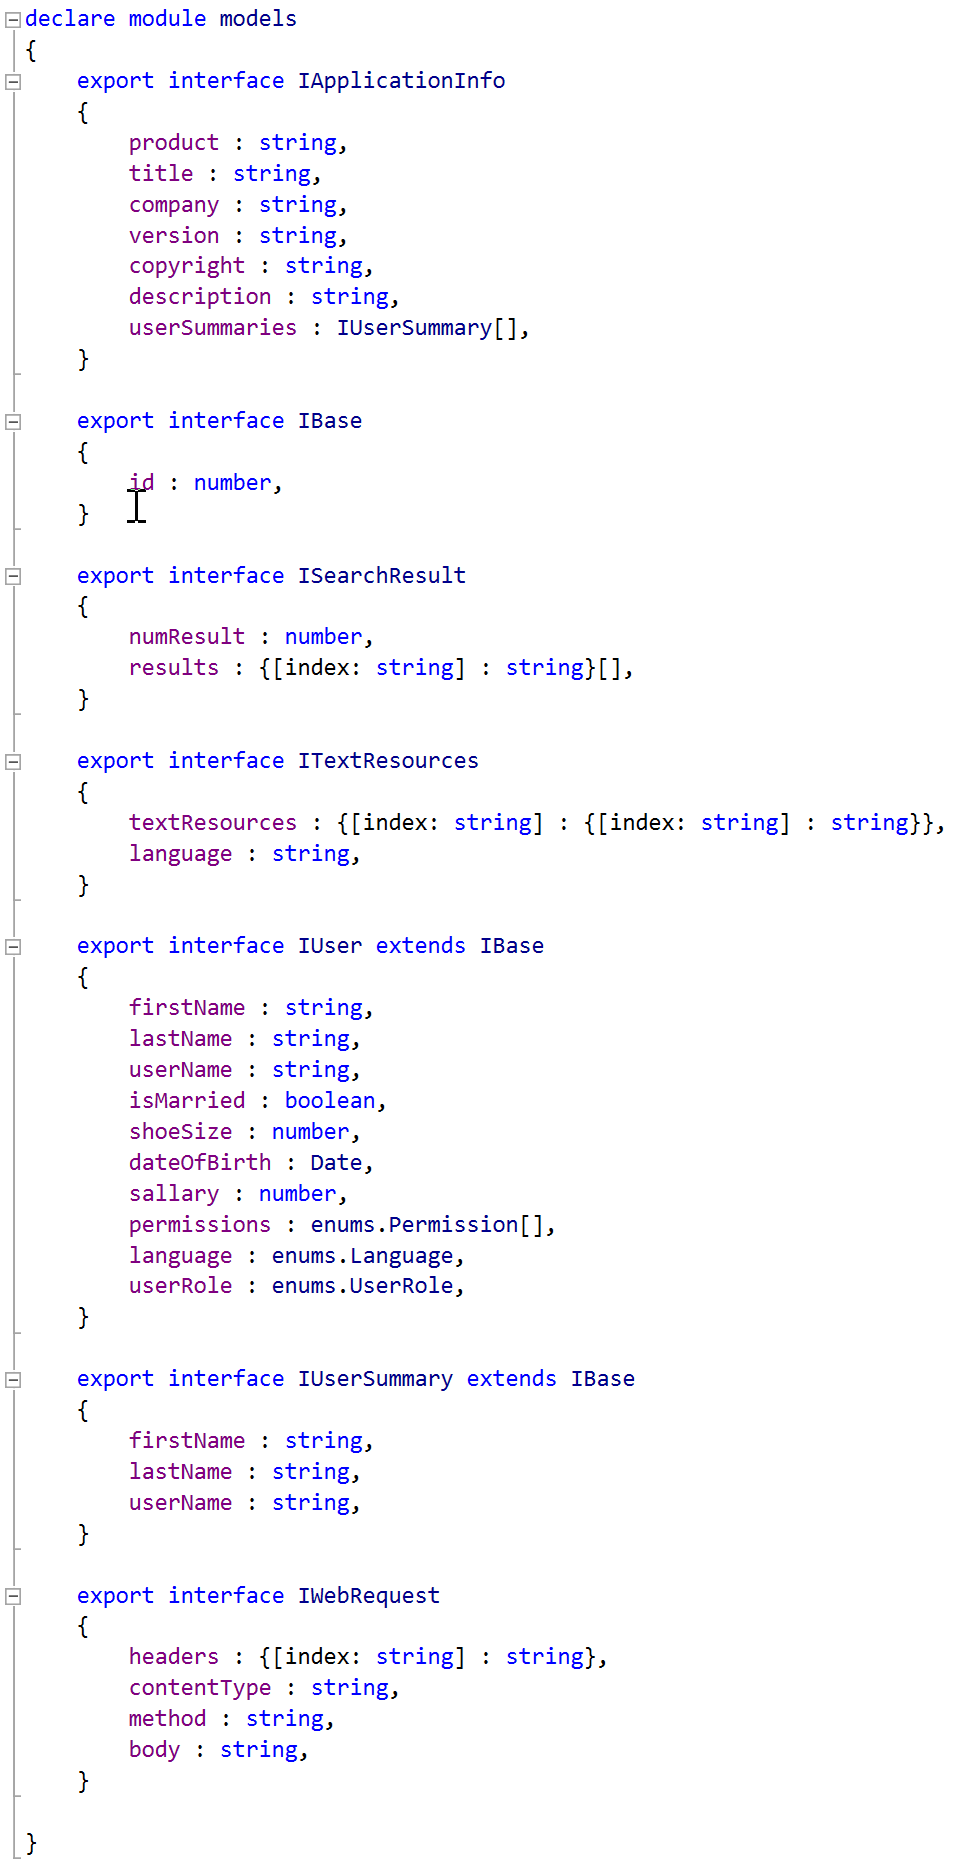 declare module models
{
    export interface IApplicationInfo
    {
        product : string,
        title : string,
        company : string,
        version : string,
        copyright : string,
        description : string,
        userSummaries : IUserSummary[],
    }

    export interface IBase
    {
        id : number,
    }

    export interface ISearchResult
    {
        numResult : number,
        results : {[index: string] : string}[],
    }

    export interface ITextResources
    {
        textResources : {[index: string] : {[index: string] : string}},
        language : string,
    }

    export interface IUser extends IBase
    {
        firstName : string,
        lastName : string,
        userName : string,
        isMarried : boolean,
        shoeSize : number,
        dateOfBirth : Date,
        sallary : number,
        permissions : enums.Permission[],
        language : enums.Language,
        userRole : enums.UserRole,
    }

    export interface IUserSummary extends IBase
    {
        firstName : string,
        lastName : string,
        userName : string,
    }

    export interface IWebRequest
    {
        headers : {[index: string] : string},
        contentType : string,
        method : string,
        body : string,
    }

}